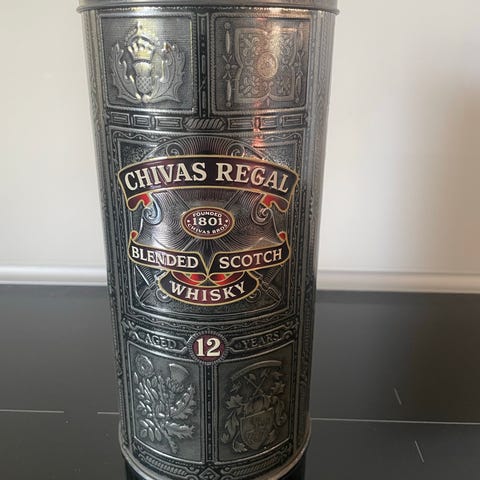 CHIVAS REGAL
FOUNDED
1801
CHIVAS BROS
BLENDED SCOTCH
WHISKY
AGED 12 YEARS